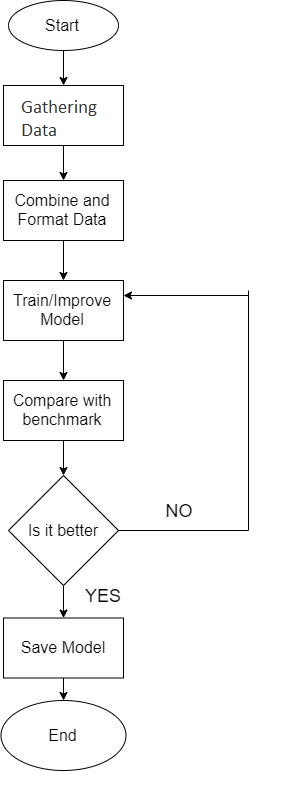 Start
Gathering
Data
Combine and
Format Data
Train/Improve
Model
Compare with
benchmark
Is it better
NO
YES
Save Model
End